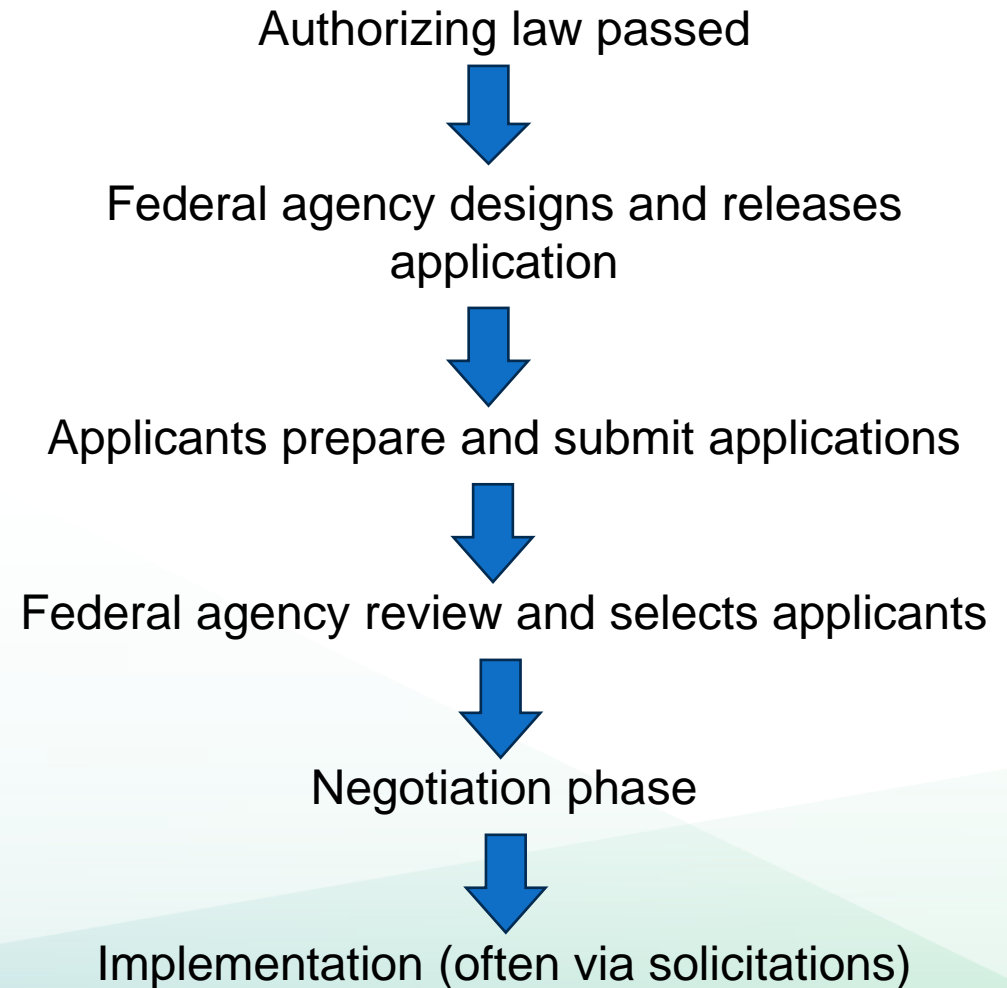 Authorizing law passed
Federal agency designs and releases
application
Applicants prepare and submit applications
Federal agency review and selects applicants
Negotiation phase
Implementation (often via solicitations)